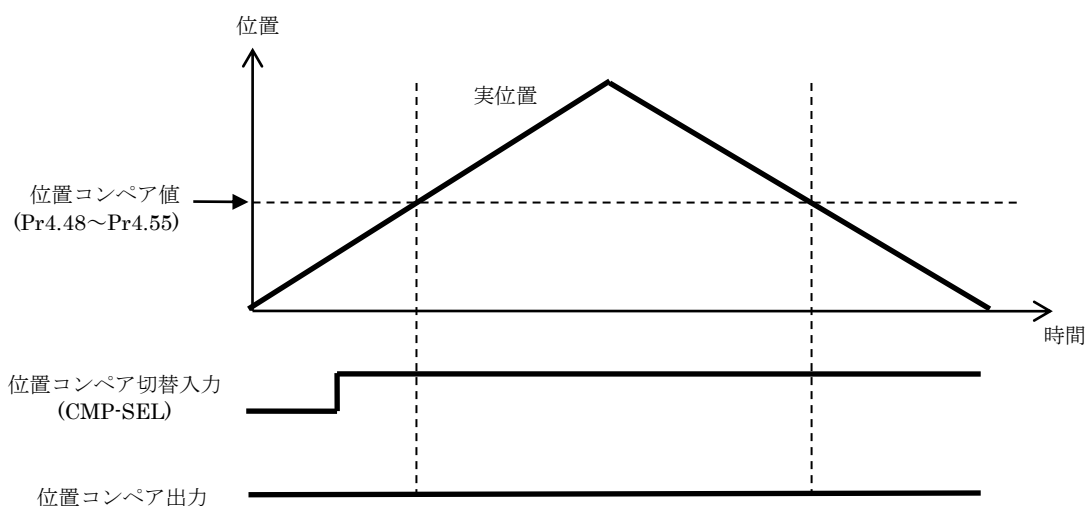 位置
実位置
位置コンペア値
(Pr4.48～Pr4.55)
時間
位置コンペア切替入力
(CMP-SEL)
位置コンペア出力